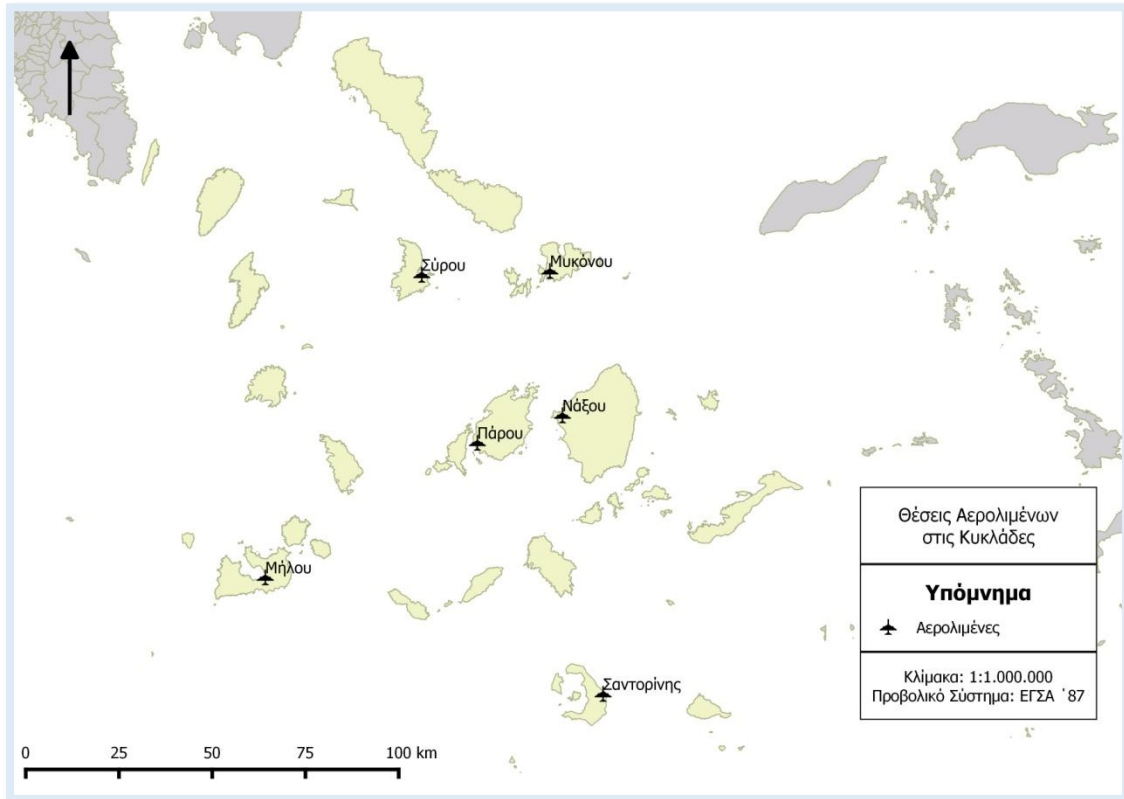 Σύρου
Μυκόνου
Νάξου
Πάρου
Μήλου
Σαντορίνης
Θέσεις Αερολιμένων
στις Κυκλάδες
Υπόμνημα
Αερολιμένες
Κλίμακα: 1:1.000.000
Προβολικό Σύστημα: ΕΓΣΑ '87
0 25 50 75 100 km